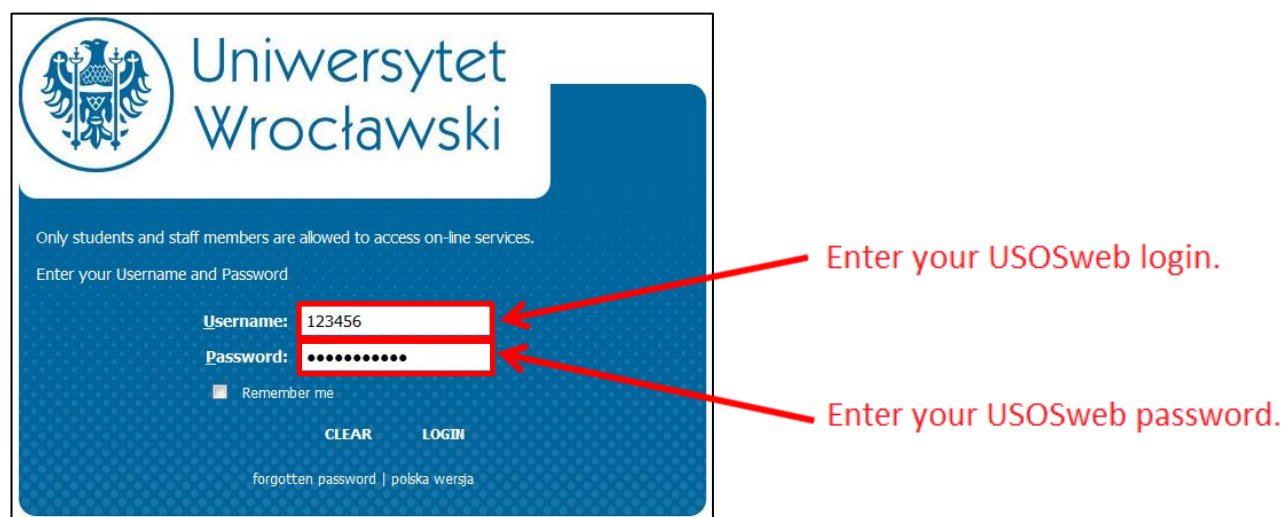 Uniwersytet
Wrocławski
Only students and staff members are allowed to access on-line services.
Enter your Username and Password
Username: 123456
Enter your USOSweb login.
Password: •••••••••••
Remember me
Enter your USOSweb password.
CLEAR LOGIN
forgotten password | polska wersja